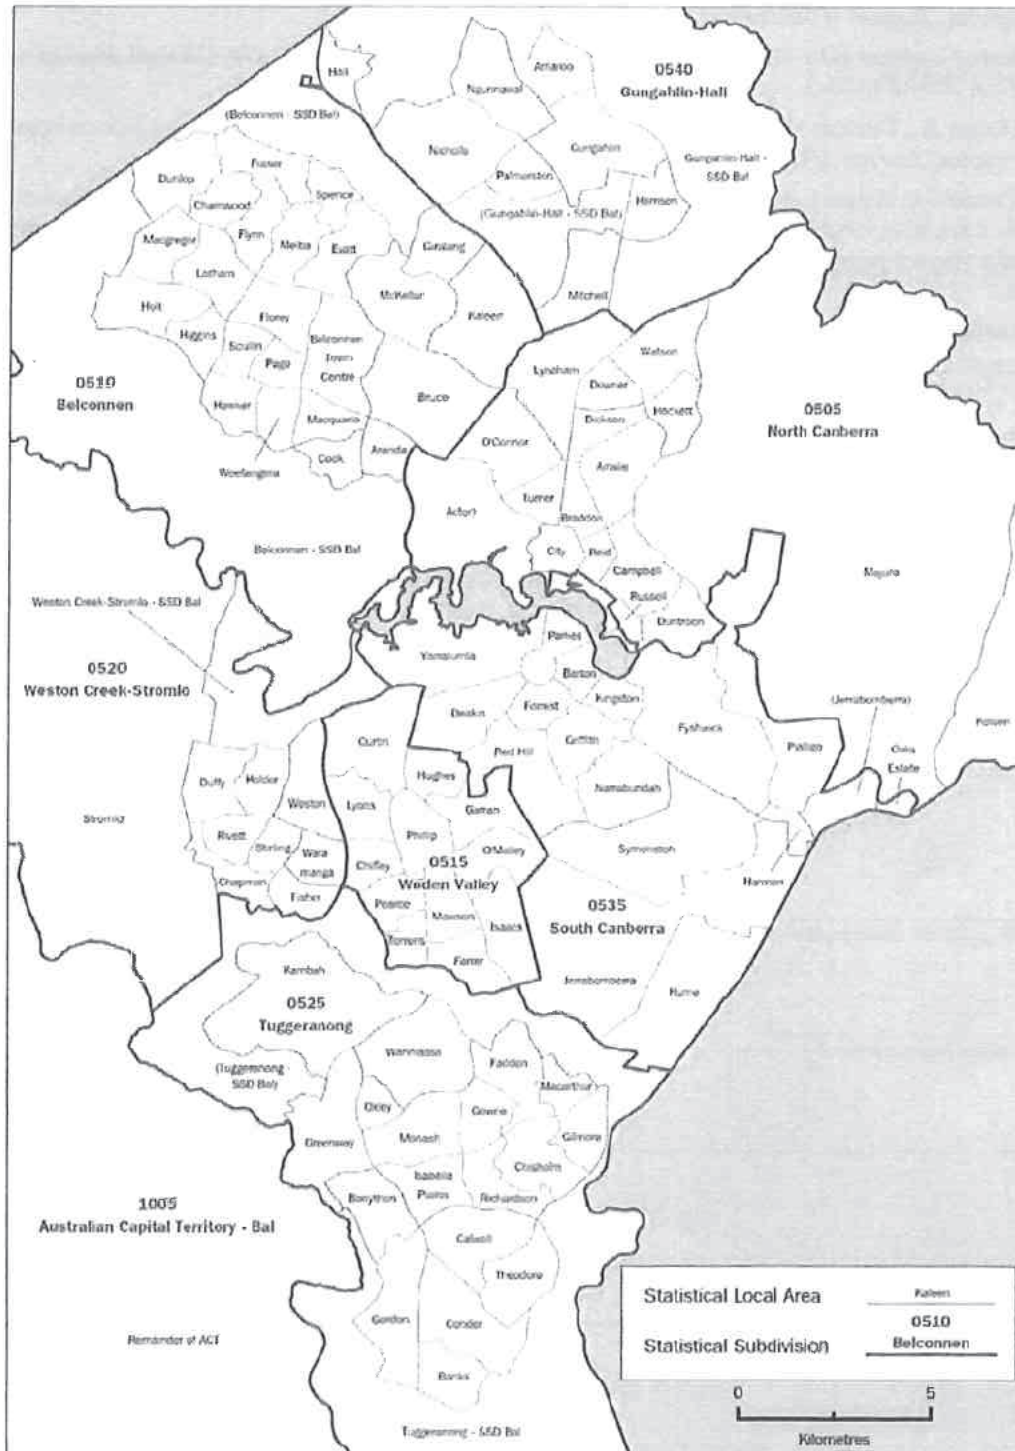 Hall
Amaroo
0540
Gungahlin-Hall
Ngunnawal
(Belconnen - SSD Bal)
Nicholls
Gungahlin
Gungahlin-Hall -
SSD Bal
Palmerston
Harrison
(Gungahlin-Hall - SSD Bal)
Mitchell
Fraser
Dunlop
Spence
Charnwood
Flynn
Melba
Evatt
Giralang
Macgregor
Latham
McKellar
Kaleen
Holt
Florey
Higgins
Scullin
Page
Belconnen
Town
Centre
Bruce
0510
Belconnen
Hawker
Macquarie
Cook
Aranda
Weetangera
Belconnen - SSD Bal
Watson
Lyneham
Downer
Hackett
Dickson
0505
North Canberra
O'Connor
Ainslie
Turner
Acton
Braddon
City
Reid
Campbell
Russell
Duntroon
Majura
Weston Creek-Stromlo - SSD Bal
0520
Weston Creek-Stromlo
Parkes
Yarralumla
Barton
Kingston
Deakin
Forrest
Griffith
Fyshwick
(Jerrabomberra)
Kowen
Pialligo
Oaks
Estate
Red Hill
Narrabundah
Symonston
Harman
Curtin
Hughes
Lyons
Garran
Phillip
O'Malley
Chifley
0515
Woden Valley
Pearce
Mawson
Isaacs
Torrens
Farrer
0535
South Canberra
Jerrabomberra
Hume
Duffy
Holder
Weston
Stromlo
Rivett
Stirling
Wara
manga
Chapman
Fisher
Kambah
0525
Tuggeranong
(Tuggeranong -
SSD Bal)
Wanniassa
Fadden
Macarthur
Oxley
Gowrie
Monash
Gilmore
Greenway
Chisholm
Isabella
Plains
Bonython
Richardson
1005
Australian Capital Territory - Bal
Calwell
Theodore
Gordon
Conder
Remainder of ACT
Banks
Tuggeranong - SSD Bal
Statistical Local Area
Kaleen
0510
Belconnen
Statistical Subdivision
0 5
Kilometres